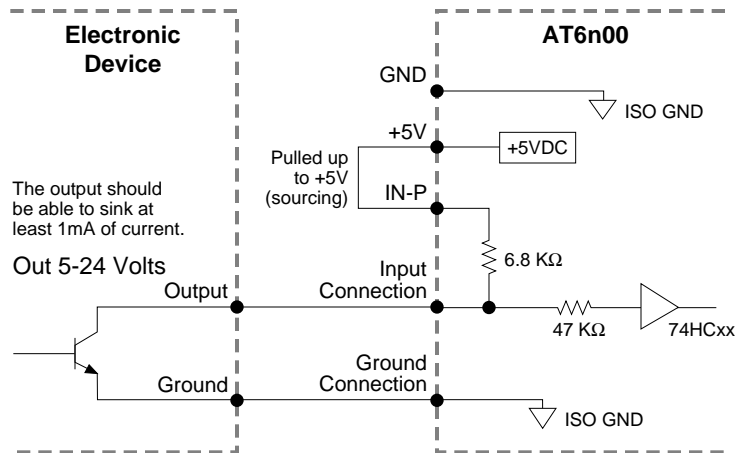 Electronic
Device
AT6n00
GND
ISO GND
+5V
+5VDC
Pulled up
to +5V
(sourcing)
IN-P
The output should
be able to sink at
least 1mA of current.
6.8 KΩ
Out 5-24 Volts
Output
Input
Connection
47 KΩ
74HCxx
Ground
Ground
Connection
ISO GND